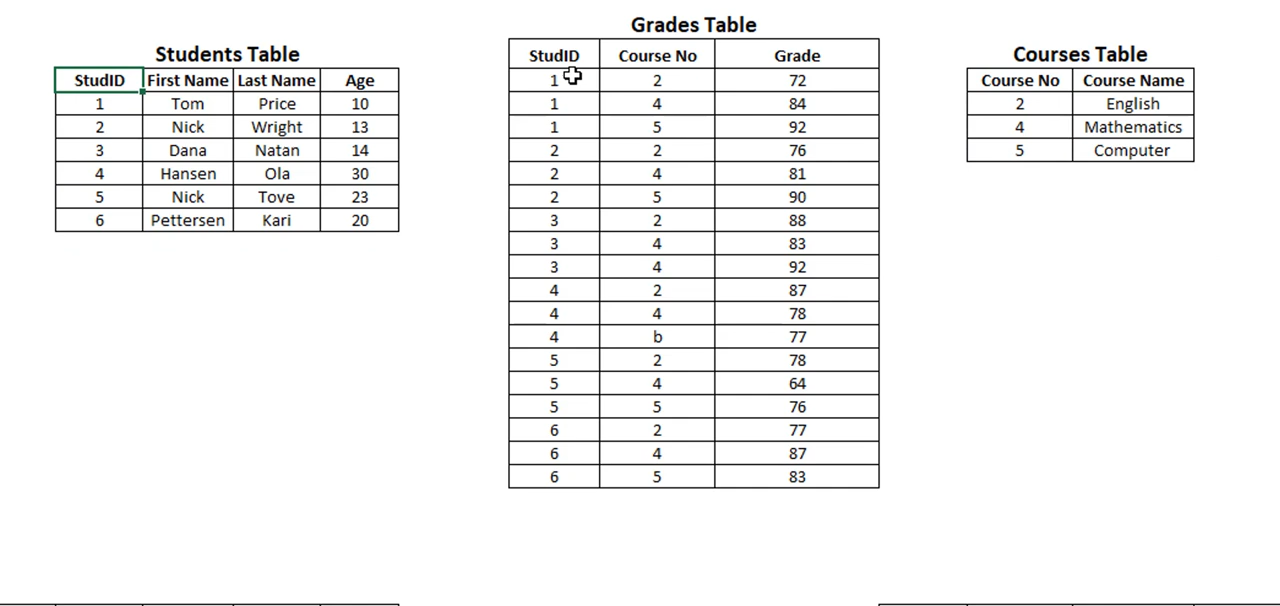 Students Table
StudID First Name Last Name Age
1 Tom Price 10
2 Nick Wright 13
3 Dana Natan 14
4 Hansen Ola 30
5 Nick Tove 23
6 Pettersen Kari 20
Grades Table
StudID Course No Grade
1 2 72
1 4 84
1 5 92
2 2 76
2 4 81
2 5 90
3 2 88
3 4 83
3 4 92
4 2 87
4 4 78
4 b 77
5 2 78
5 4 64
5 5 76
6 2 77
6 4 87
6 5 83
Courses Table
Course No Course Name
2 English
4 Mathematics
5 Computer